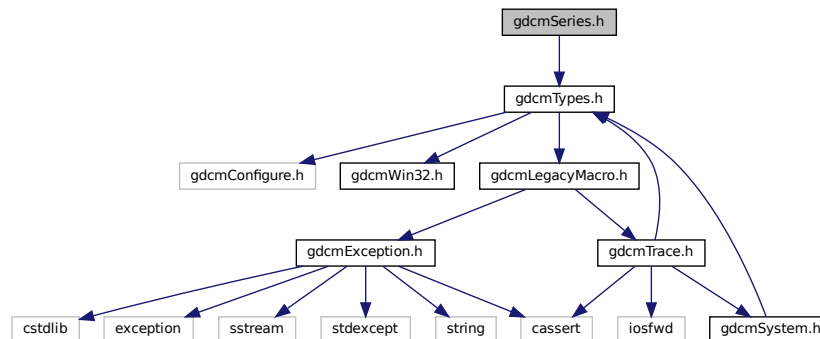 gdcmSeries.h
gdcmTypes.h
gdcmConfigure.h
gdcmWin32.h
gdcmLegacyMacro.h
gdcmException.h
gdcmTrace.h
cstdlib
exception
sstream
stdexcept
string
cassert
iosfwd
gdcmSystem.h